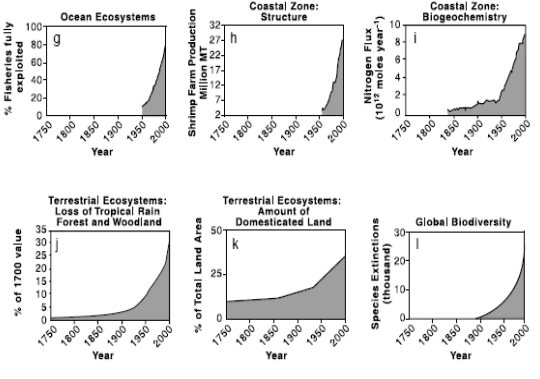 Ocean Ecosystems
g
% Fisheries fully
exploited
100
80
60
40
20
0
1750
1800
1850
1900
1950
2000
Year
Coastal Zone:
Structure
h
Shrimp Farm Production
Million MT
32
27
22
17
12
7
2
1750
1800
1850
1900
1950
2000
Year
Coastal Zone:
Biogeochemistry
i
Nitrogen Flux
(10¹² moles year⁻¹)
10
8
6
4
2
0
1750
1800
1850
1900
1950
2000
Year
Terrestrial Ecosystems:
Loss of Tropical Rain
Forest and Woodland
j
% of 1700 value
35
30
25
20
15
10
5
0
1750
1800
1850
1900
1950
2000
Year
Terrestrial Ecosystems:
Amount of
Domesticated Land
k
% of Total Land Area
50
25
0
1750
1800
1850
1900
1950
2000
Year
Global Biodiversity
l
Species Extinctions
(thousand)
30
20
10
0
1750
1800
1850
1900
1950
2000
Year